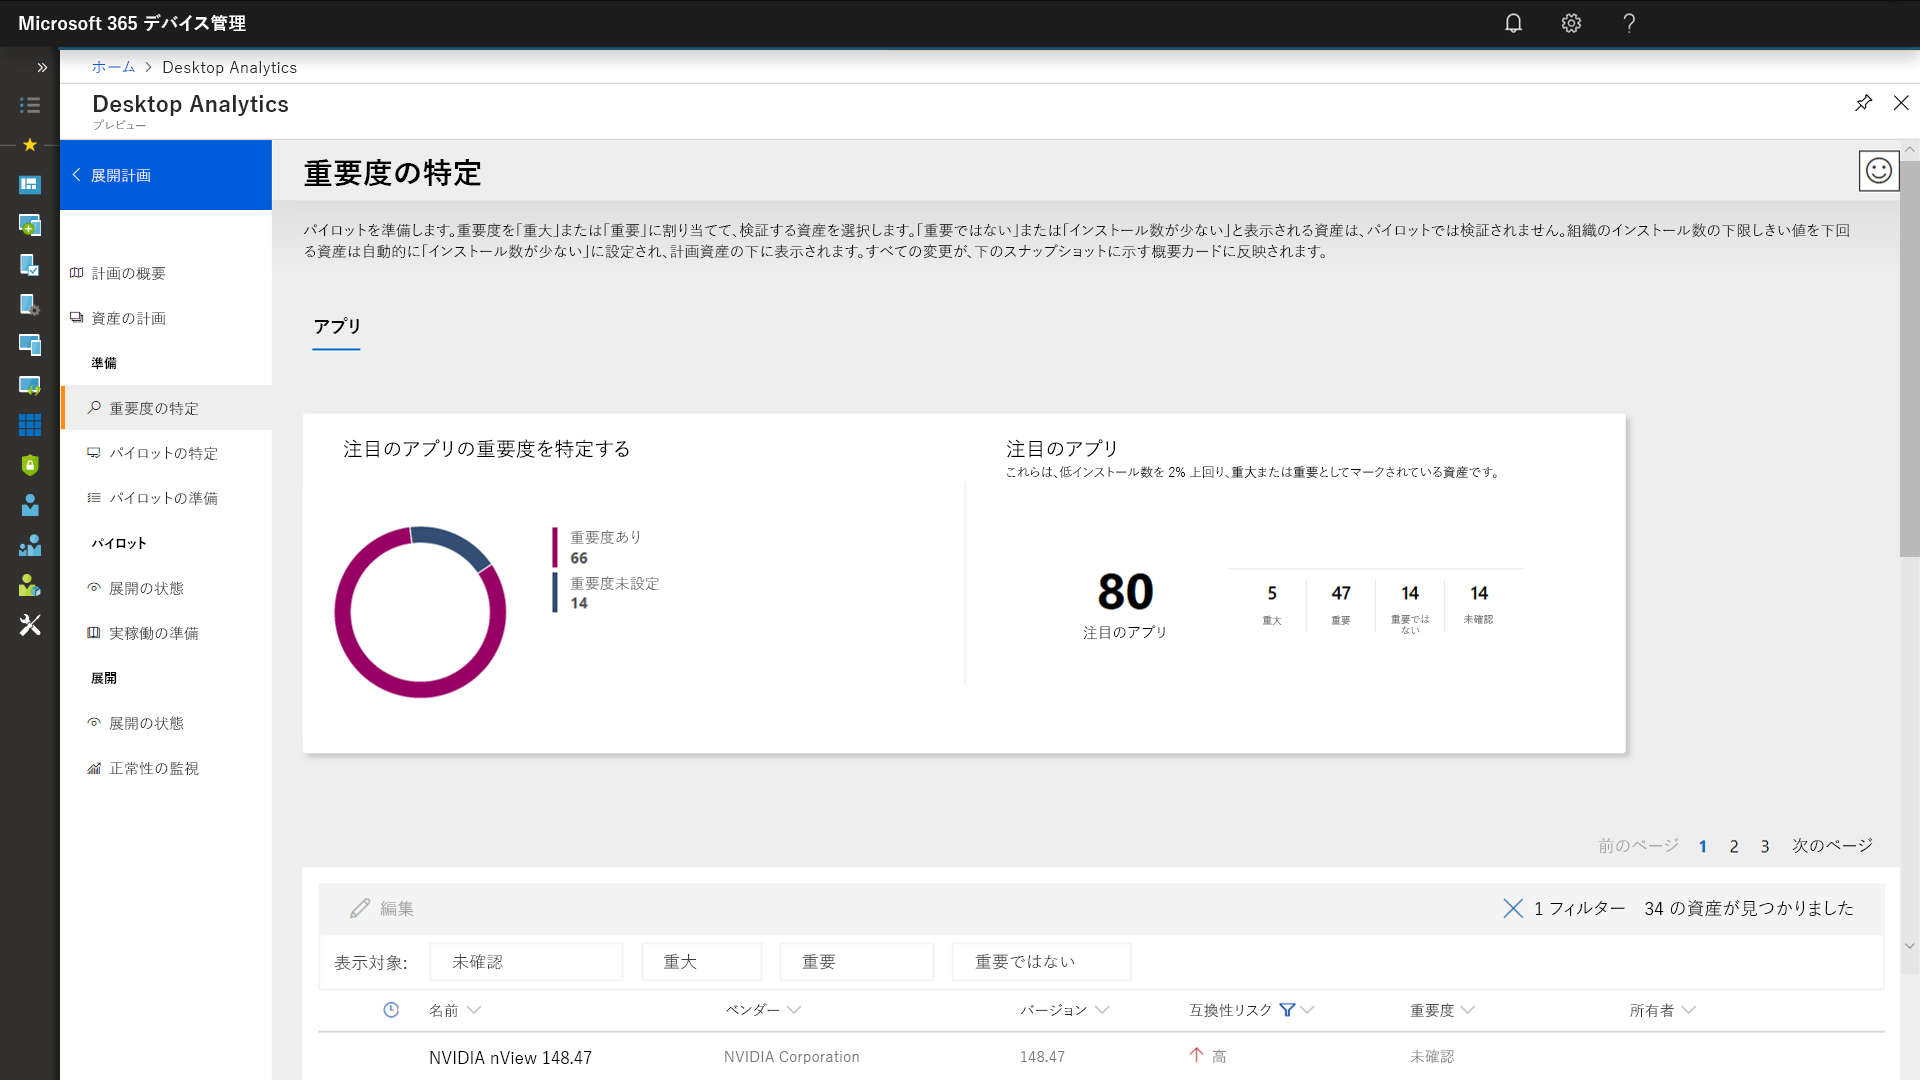 Microsoft 365 デバイス管理
ホーム > Desktop Analytics
Desktop Analytics
プレビュー
展開計画
計画の概要
資産の計画
準備
重要度の特定
パイロットの特定
パイロットの準備
パイロット
展開の状態
実稼働の準備
展開
展開の状態
正常性の監視
重要度の特定
パイロットを準備します。重要度を「重大」または「重要」に割り当てて、検証する資産を選択します。「重要ではない」または「インストール数が少ない」と表示される資産は、パイロットでは検証されません。組織のインストール数の下限しきい値を下回
る資産は自動的に「インストール数が少ない」に設定され、計画資産の下に表示されます。すべての変更が、下のスナップショットに示す概要カードに反映されます。
アプリ
注目のアプリの重要度を特定する
重要度あり
66
重要度未設定
14
注目のアプリ
これらは、低インストール数を 2% 上回り、重大または重要としてマークされている資産です。
80
注目のアプリ
5 47 14 14
重大 重要 重要では 未確認
ない
前のページ 1 2 3 次のページ
編集
1 フィルター 34 の資産が見つかりました
表示対象: 未確認 重大 重要 重要ではない
名前 ベンダー バージョン 互換性リスク 重要度 所有者
NVIDIA nView 148.47 NVIDIA Corporation 148.47 高 未確認